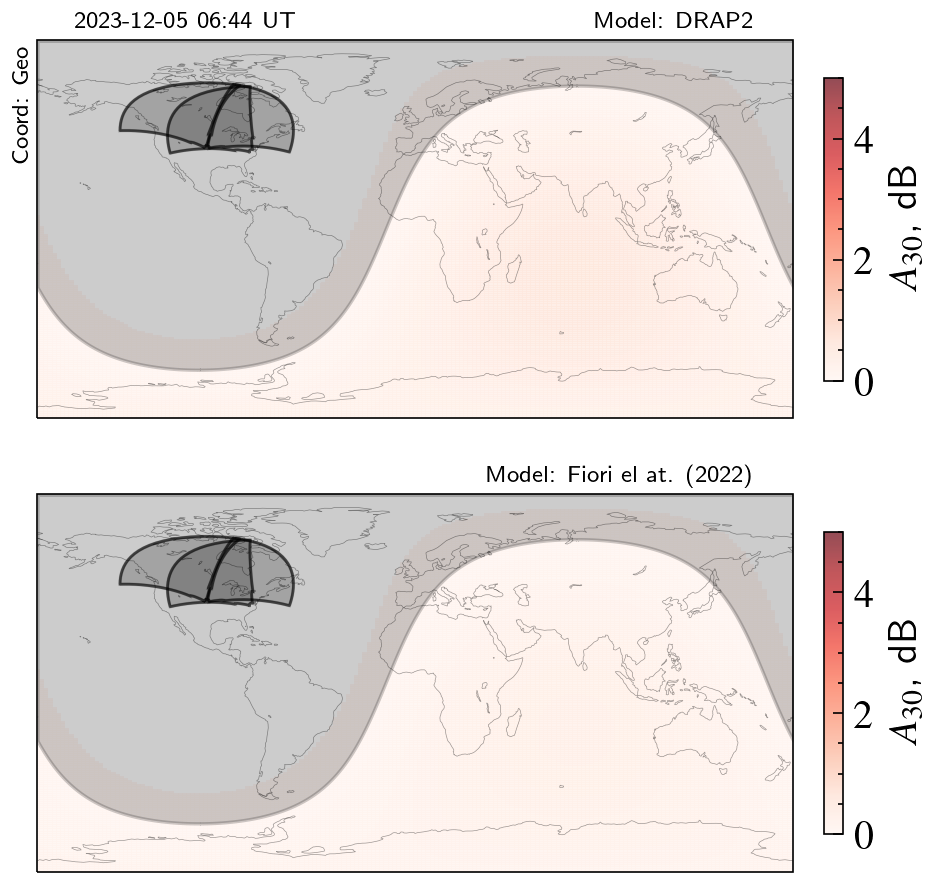 2023-12-05 06:44 UT
Model: DRAP2
Coord: Geo
4
2
0
A30, dB
Model: Fiori el at. (2022)
4
2
0
A30, dB